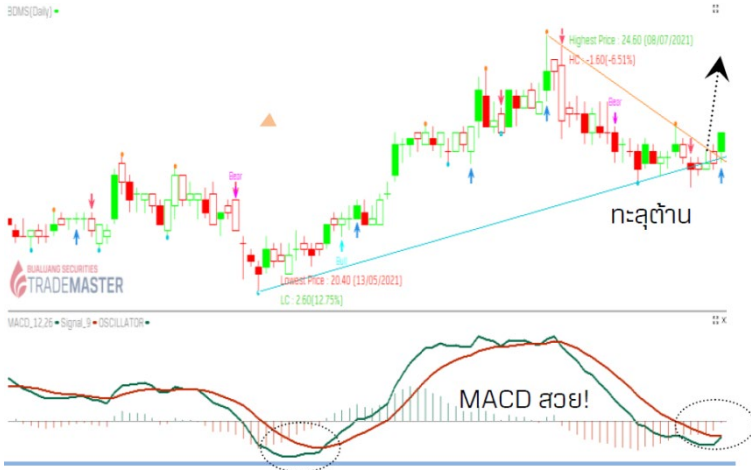 BDMS(Daily)
Highest Price : 24.60 (08/07/2021)
HC : -1.60(-6.51%)
Bear
Bear
ทะลุต้าน
Bull
Lowest Price : 20.40 (13/05/2021)
LC : 2.60(12.75%)
BUALUANG SECURITIES
TRADEMASTER
MACD_12,26 Signal_9 OSCILLATOR
MACD สวย!